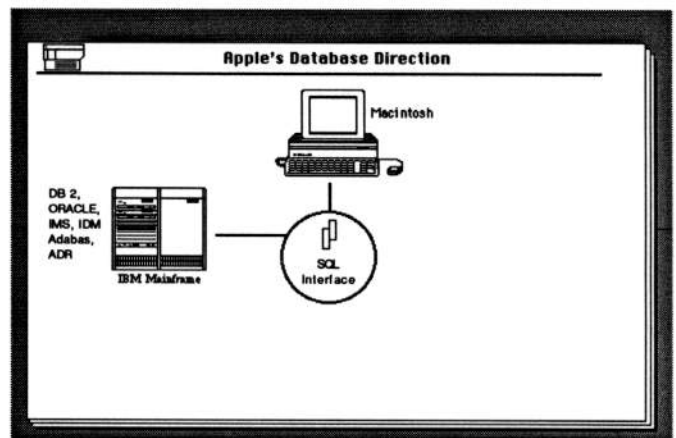 Apple's Database Direction
Macintosh
DB 2,
ORACLE,
IMS, IDM
Adabas,
ADR
IBM Mainframe
SQL
Interface